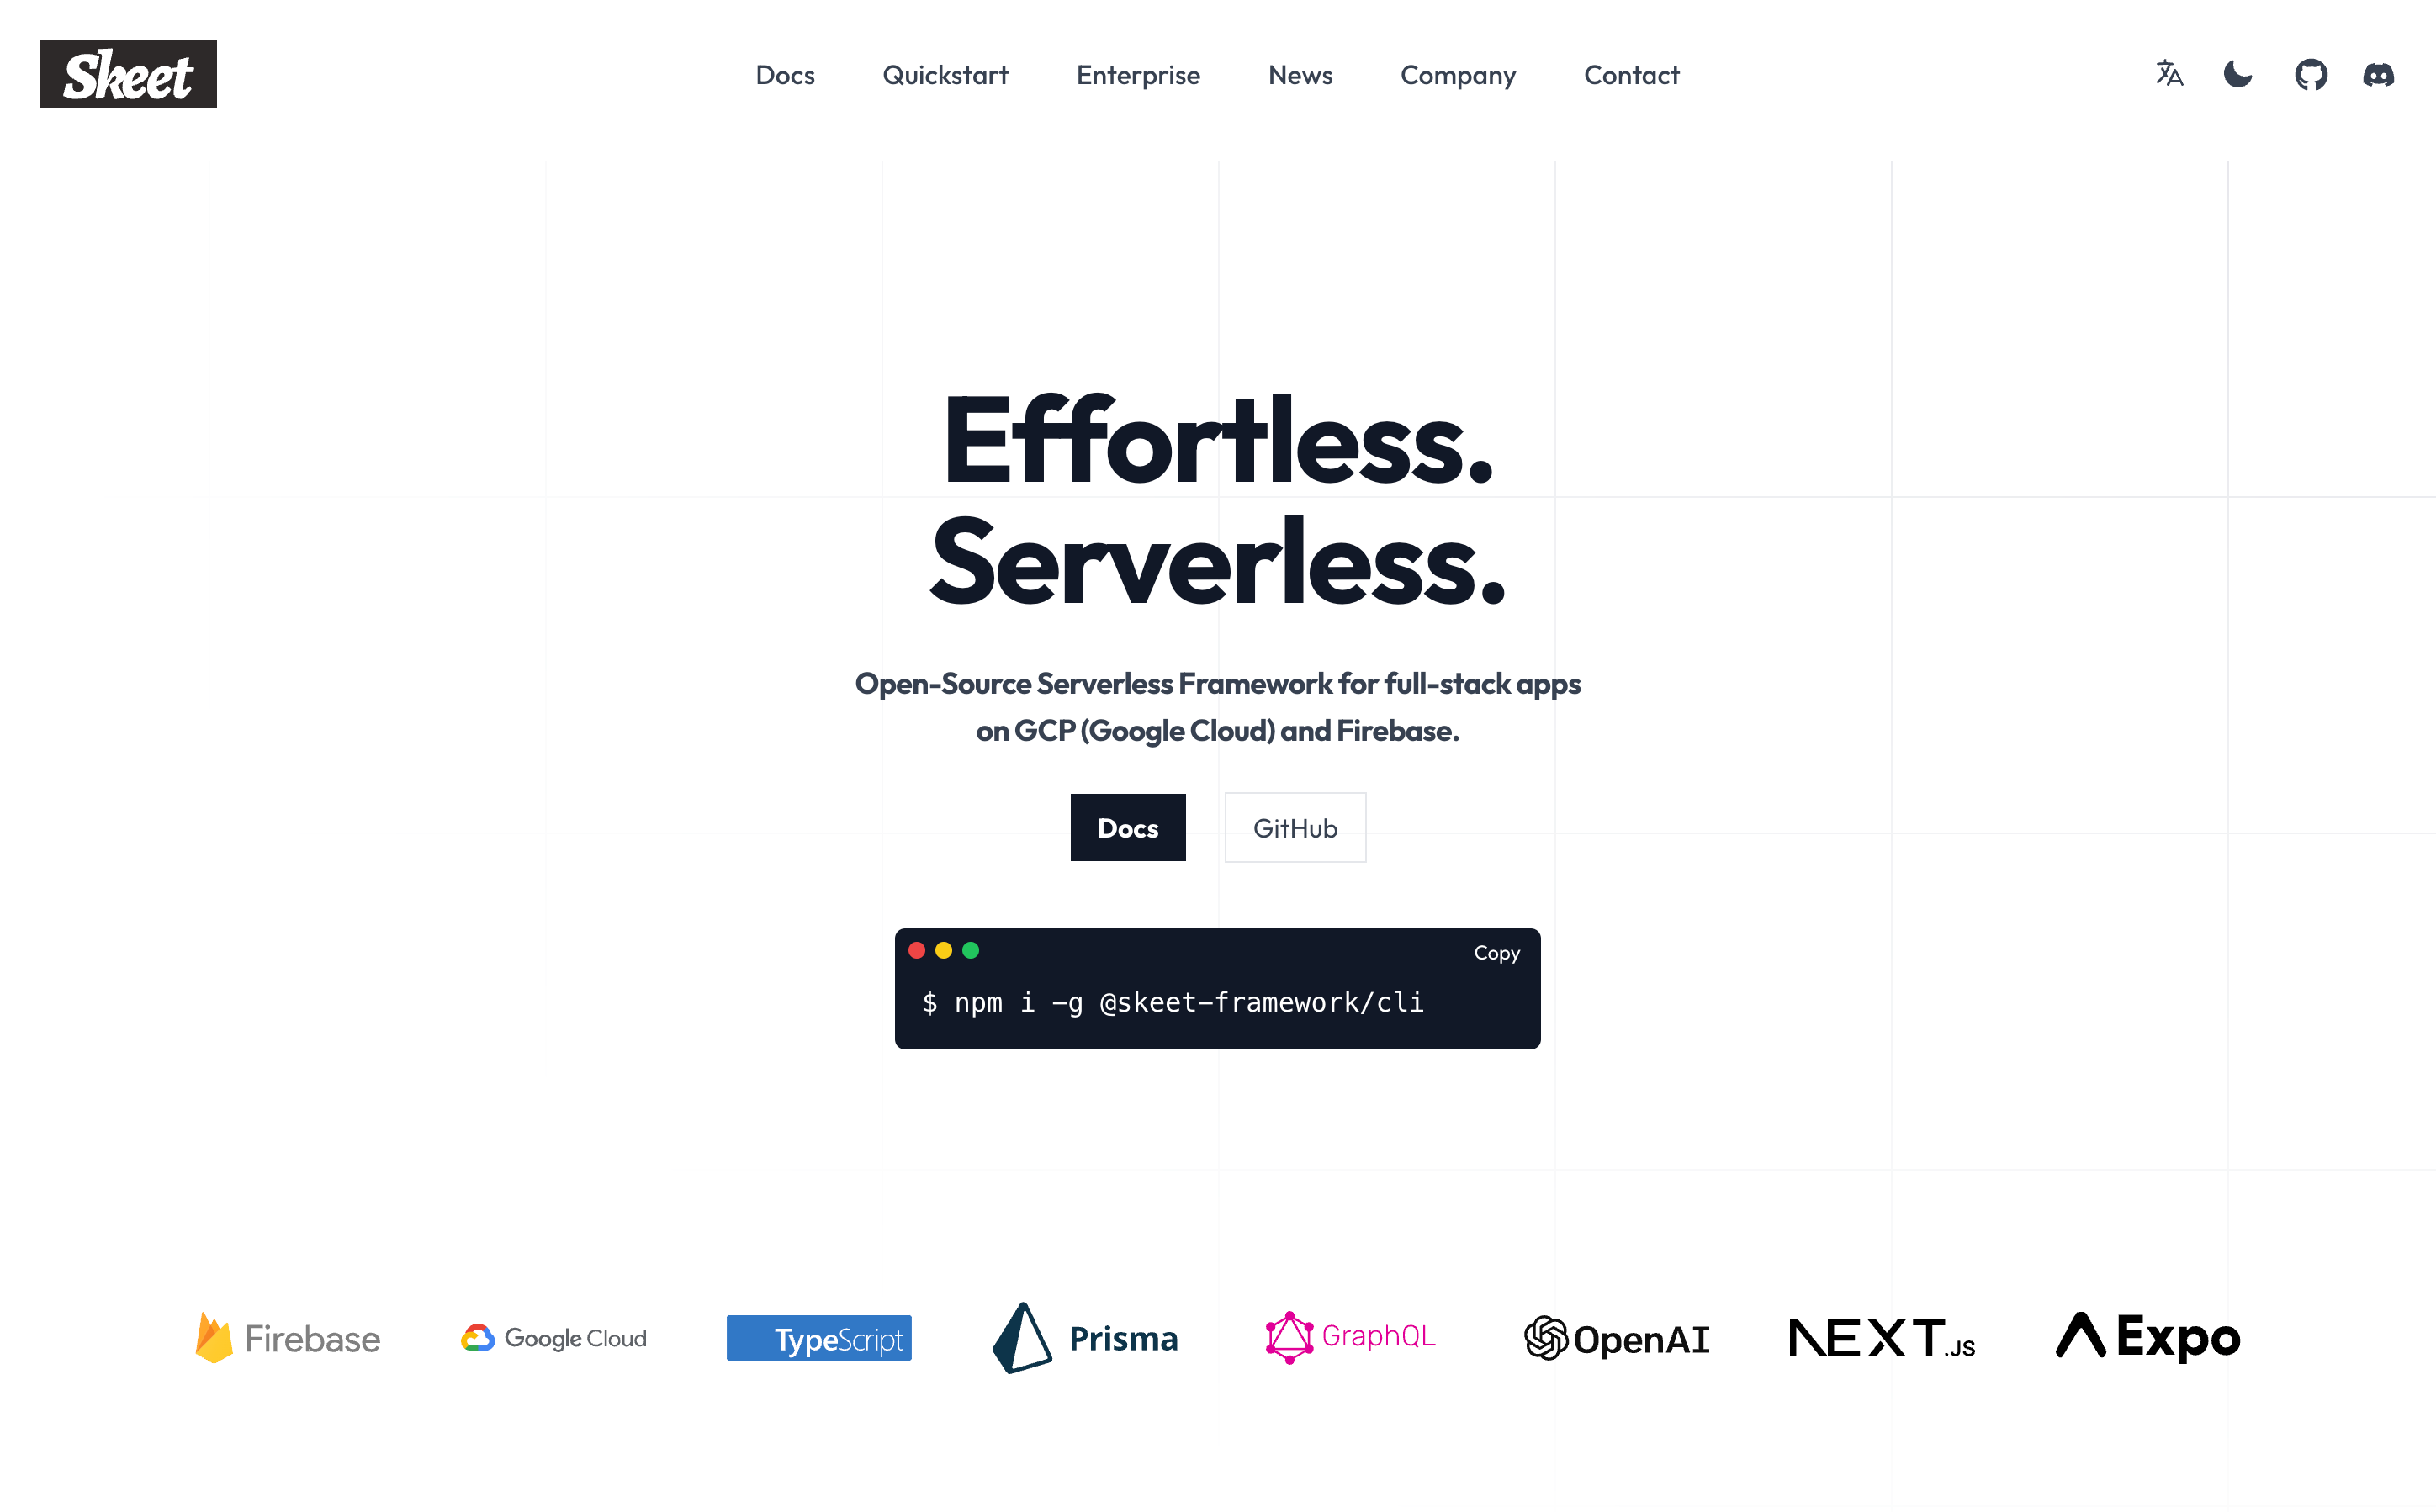 Skeet
Docs Quickstart Enterprise News Company Contact
Effortless.
Serverless.
Open-Source Serverless Framework for full-stack apps
on GCP (Google Cloud) and Firebase.
Docs GitHub
Copy
$ npm i -g @skeet-framework/cli
Firebase Google Cloud TypeScript Prisma GraphQL OpenAI NEXT.JS Expo